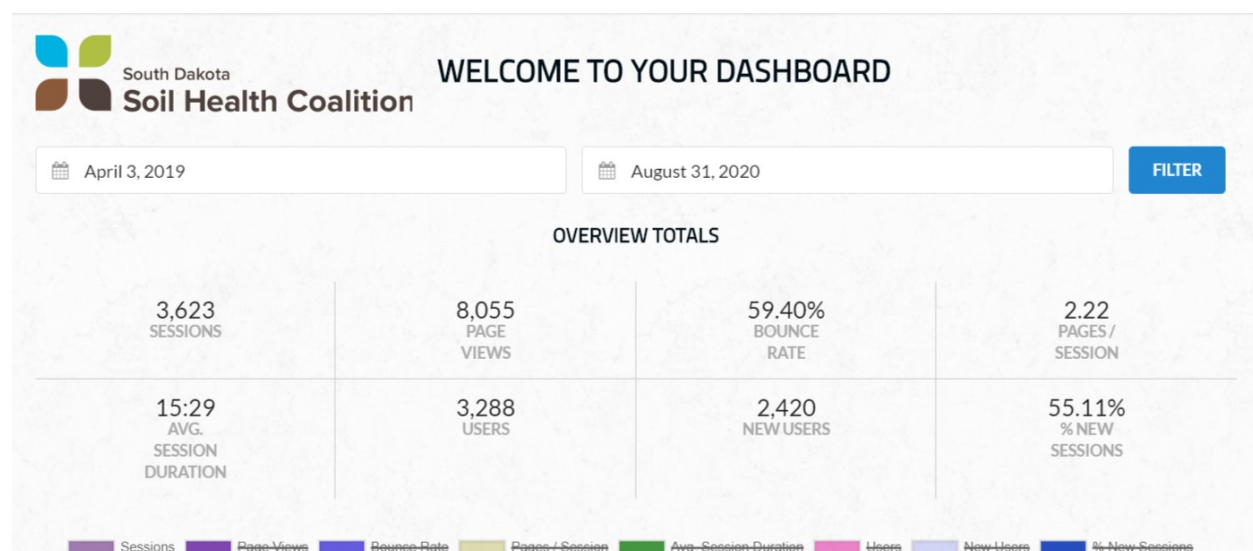 South Dakota
Soil Health Coalition
WELCOME TO YOUR DASHBOARD
April 3, 2019
August 31, 2020
FILTER
OVERVIEW TOTALS
3,623
SESSIONS
8,055
PAGE
VIEWS
59.40%
BOUNCE
RATE
2.22
PAGES /
SESSION
15:29
AVG.
SESSION
DURATION
3,288
USERS
2,420
NEW USERS
55.11%
% NEW
SESSIONS
Sessions Page Views Bounce Rate Pages / Session Avg. Session Duration Users New Users % New Sessions